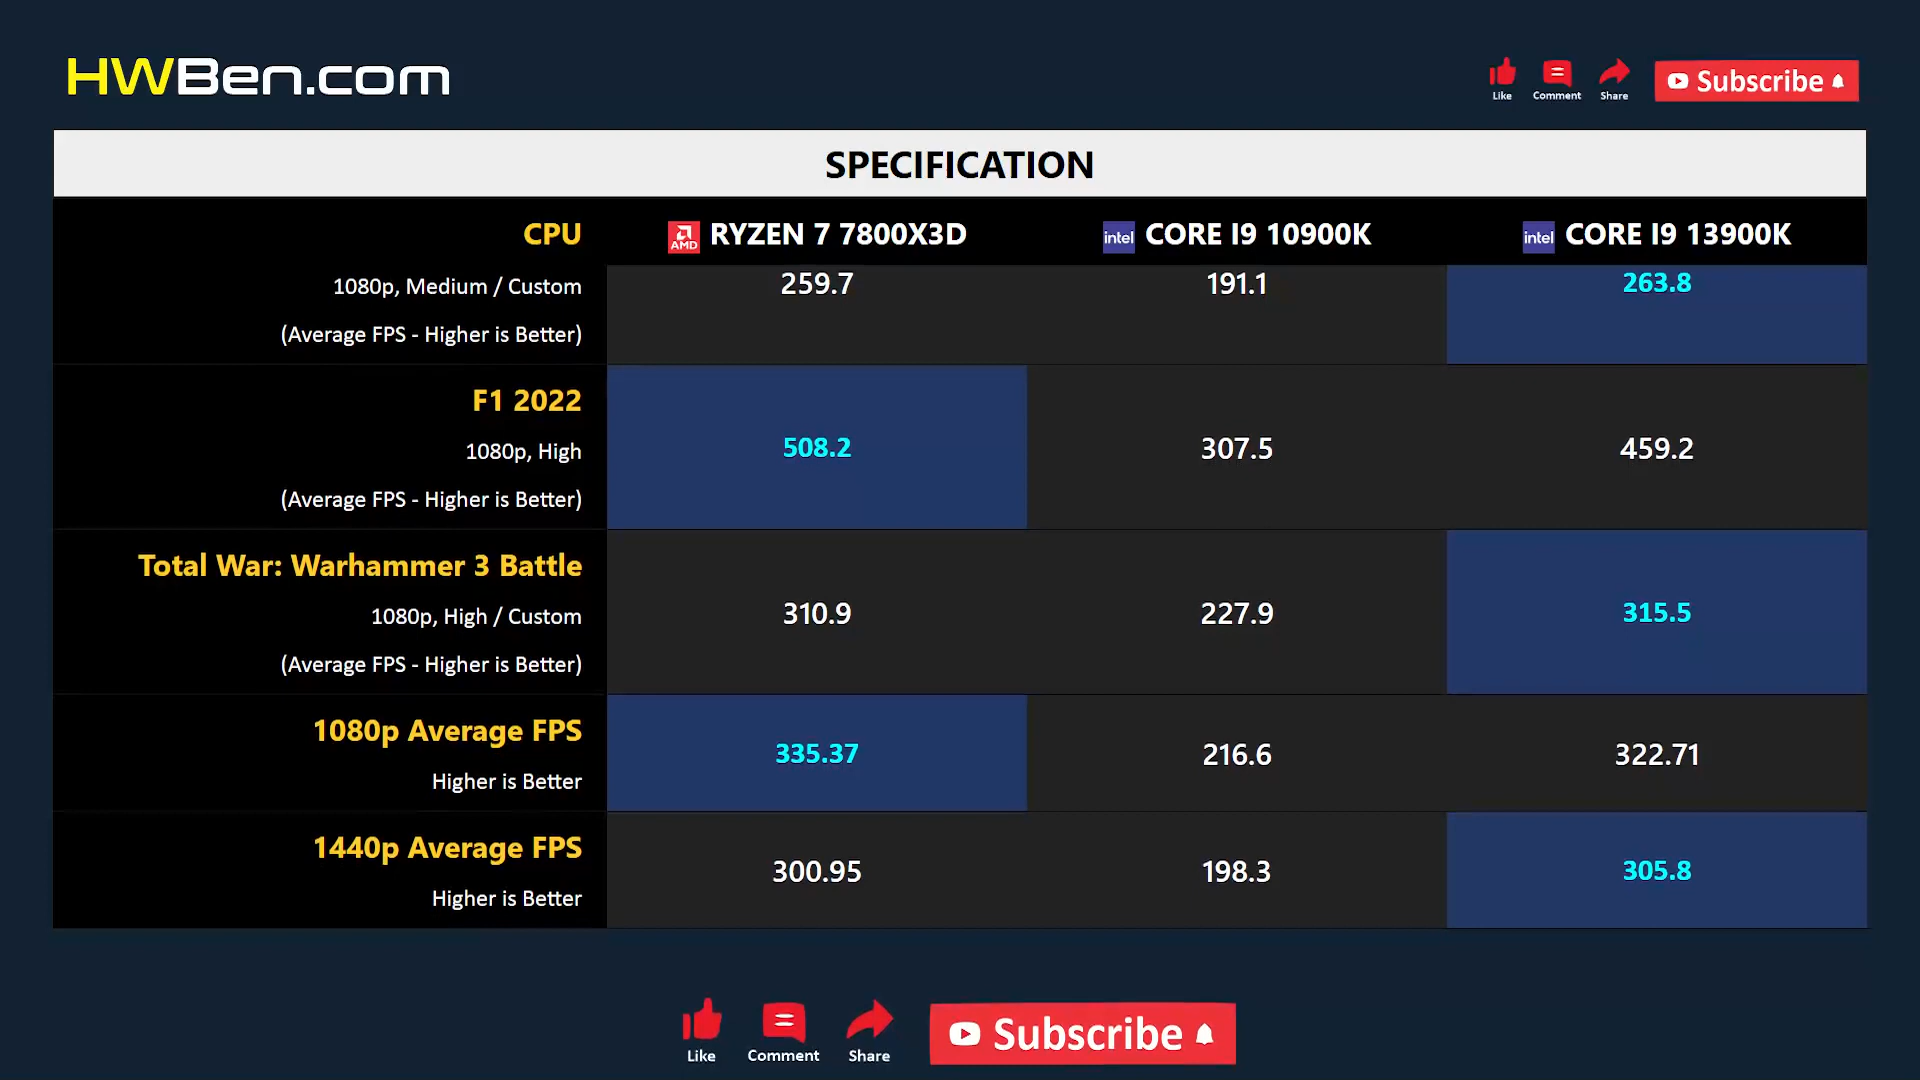 HWBen.com
Like Comment Share Subscribe
SPECIFICATION
CPU AMD RYZEN 7 7800X3D intel CORE I9 10900K intel CORE I9 13900K
1080p, Medium / Custom 259.7 191.1 263.8
(Average FPS - Higher is Better)
F1 2022
1080p, High 508.2 307.5 459.2
(Average FPS - Higher is Better)
Total War: Warhammer 3 Battle
1080p, High / Custom 310.9 227.9 315.5
(Average FPS - Higher is Better)
1080p Average FPS 335.37 216.6 322.71
Higher is Better
1440p Average FPS 300.95 198.3 305.8
Higher is Better
Like Comment Share Subscribe